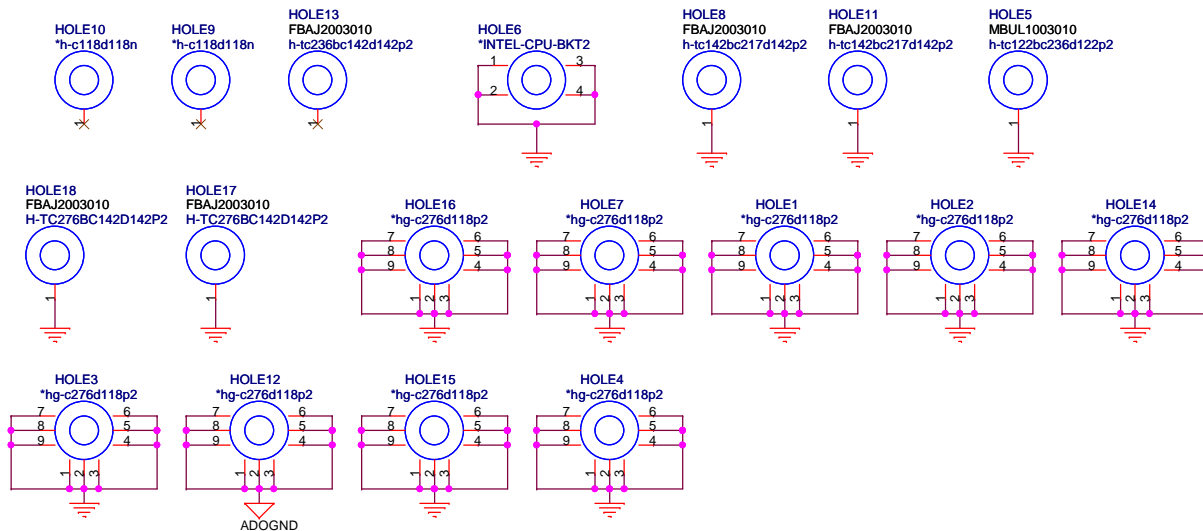 HOLE10
*h-c118d118n
1
HOLE9
*h-c118d118n
1
HOLE13
FBAJ2003010
h-tc236bc142d142p2
1
HOLE6
*INTEL-CPU-BKT2
1 3
2 4
HOLE8
FBAJ2003010
h-tc142bc217d142p2
1
HOLE11
FBAJ2003010
h-tc142bc217d142p2
1
HOLE5
MBUL1003010
h-tc122bc236d122p2
1
HOLE18
FBAJ2003010
H-TC276BC142D142P2
1
HOLE17
FBAJ2003010
H-TC276BC142D142P2
1
HOLE16
*hg-c276d118p2
7 6
8 5
9 4
1 2 3
HOLE7
*hg-c276d118p2
7 6
8 5
9 4
1 2 3
HOLE1
*hg-c276d118p2
7 6
8 5
9 4
1 2 3
HOLE2
*hg-c276d118p2
7 6
8 5
9 4
1 2 3
HOLE14
*hg-c276d118p2
7 6
8 5
9 4
1 2 3
HOLE3
*hg-c276d118p2
7 6
8 5
9 4
1 2 3
HOLE12
*hg-c276d118p2
7 6
8 5
9 4
1 2 3
ADOGND
HOLE15
*hg-c276d118p2
7 6
8 5
9 4
1 2 3
HOLE4
*hg-c276d118p2
7 6
8 5
9 4
1 2 3